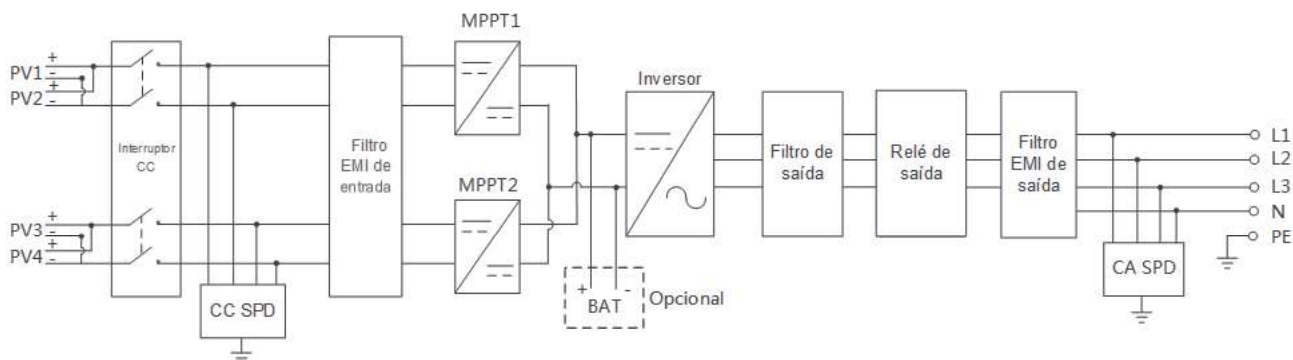 MPPT1
PV1
+
-
+
-
PV2
Interruptor
CC
Filtro
EMI de
entrada
Inversor
Filtro de
saída
Relé de
saída
Filtro
EMI de
saída
L1
L2
L3
N
PE
MPPT2
PV3
+
-
+
-
PV4
CC SPD
+ BAT -
Opcional
CA SPD